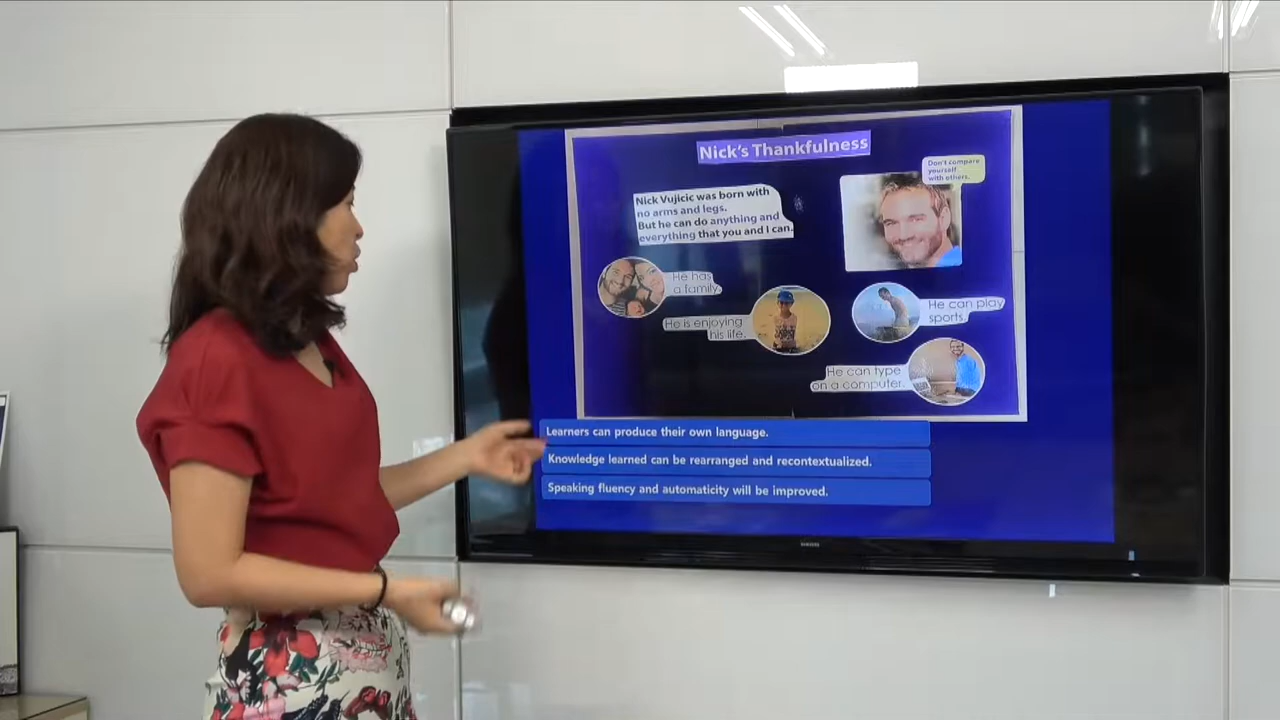 Nick's Thankfulness
Don't compare
yourself
with others.
Nick Vujicic was born with
no arms and legs.
But he can do anything and
everything that you and I can.
He has
a family.
He is enjoying
his life.
He can play
sports.
He can type
on a computer.
Learners can produce their own language.
Knowledge learned can be rearranged and recontextualized.
Speaking fluency and automaticity will be improved.